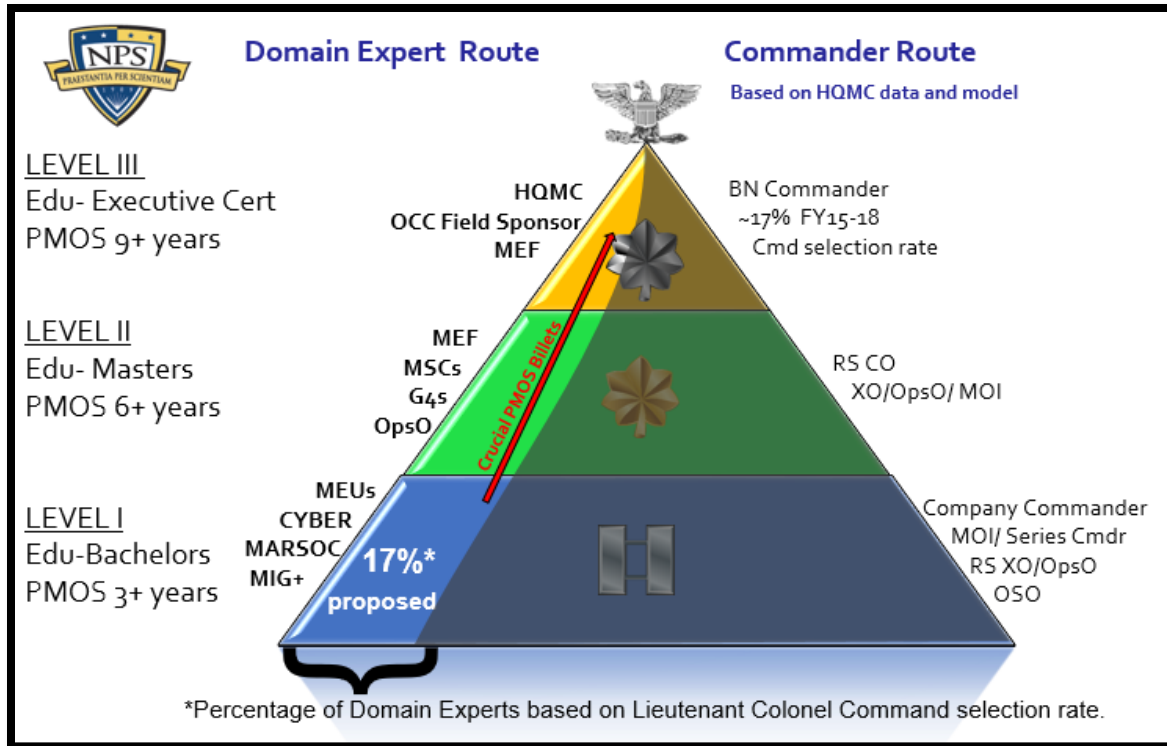 NPS
PRAESTANTIA PER SCIENTIAM
Domain Expert Route
Commander Route
Based on HQMC data and model
LEVEL III
Edu- Executive Cert
PMOS 9+ years
HQMC
OCC Field Sponsor
MEF
BN Commander
~17% FY15-18
Cmd selection rate
LEVEL II
Edu- Masters
PMOS 6+ years
MEF
MSCs
G4s
OpsO
Crucial PMOS Billets
RS CO
XO/OpsO/ MOI
LEVEL I
Edu-Bachelors
PMOS 3+ years
MEUs
CYBER
MARSOC
MIG+
17%*
proposed
Company Commander
MOI/ Series Cmdr
RS XO/OpsO
OSO
*Percentage of Domain Experts based on Lieutenant Colonel Command selection rate.